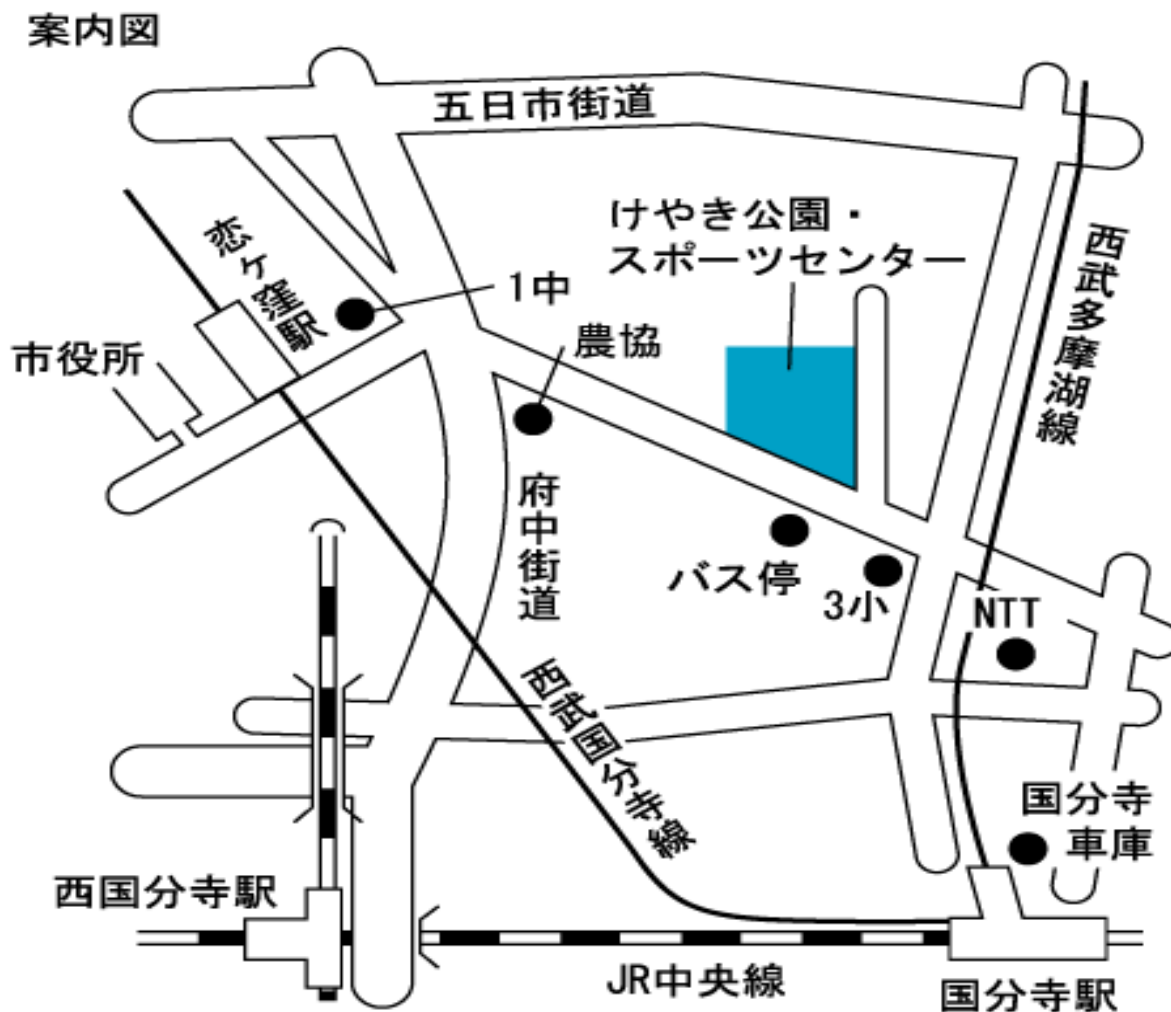 案内図
五日市街道
けやき公園・
スポーツセンター
恋ヶ窪駅
西武多摩湖線
1中
市役所
農協
府中街道
バス停
3小
NTT
西武国分寺線
国分寺
車庫
西国分寺駅
JR中央線
国分寺駅